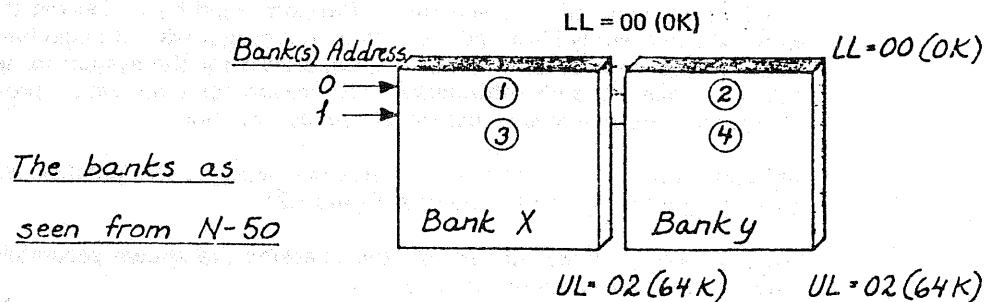 LL = 00 (0K)
LL = 00 (0K)
Bank(s) Address
0
1
① ②
③ ④
The banks as
seen from N-50
Bank X
Bank y
UL = 02 (64K)
UL = 02 (64K)